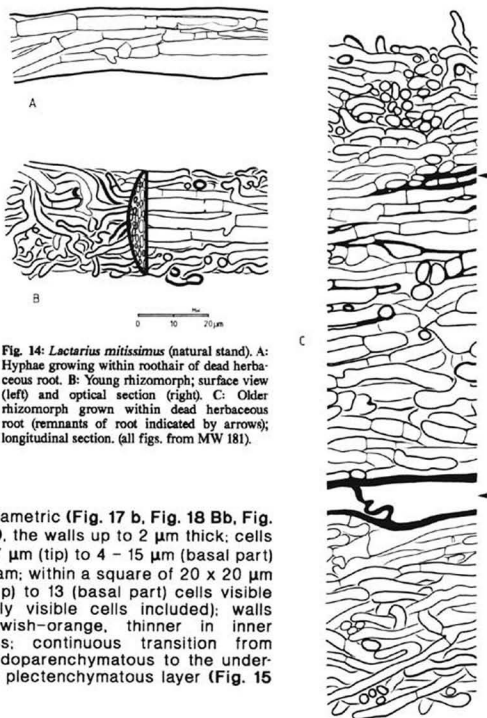 A
B
Mw
0 10 20µm
C
Fig. 14: Lactarius mitissimus (natural stand). A:
Hyphae growing within roothair of dead herba-
ceous root. B: Young rhizomorph; surface view
(left) and optical section (right). C: Older
rhizomorph grown within dead herbaceous
root (remnants of root indicated by arrows);
longitudinal section. (all figs. from MW 181).
ametric (Fig. 17 b, Fig. 18 Bb, Fig.
), the walls up to 2 µm thick; cells
µm (tip) to 4 – 15 µm (basal part)
am; within a square of 20 x 20 µm
p) to 13 (basal part) cells visible
ly visible cells included); walls
wish-orange, thinner in inner
s; continuous transition from
doparenchymatous to the under-
plectenchymatous layer (Fig. 15